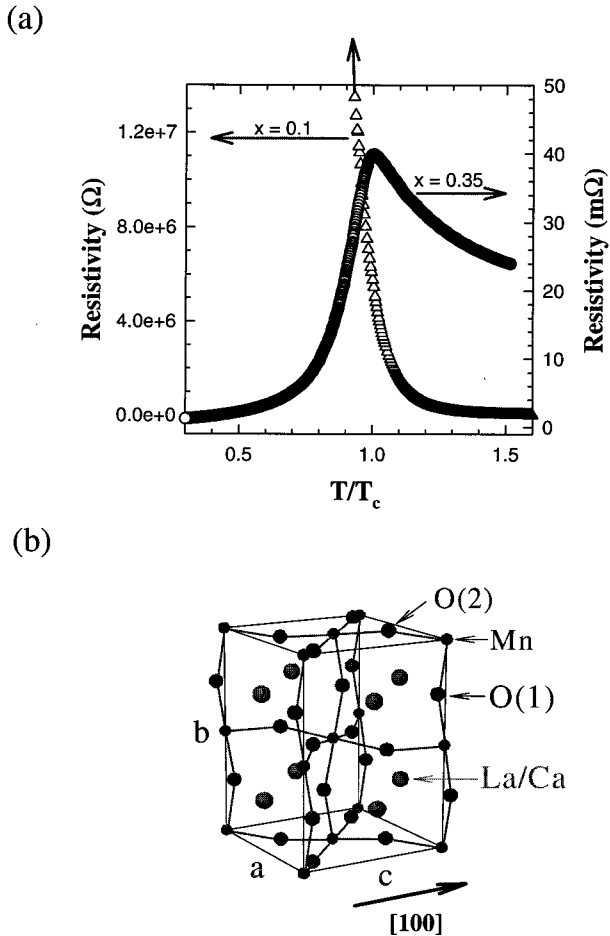 (a)
Resistivity (Ω)
1.2e+7
8.0e+6
4.0e+6
0.0e+0
x = 0.1
x = 0.35
50
40
30
20
10
0
Resistivity (mΩ)
0.5
1.0
1.5
T/Tc
(b)
O(2)
Mn
O(1)
b
La/Ca
a
c
[100]